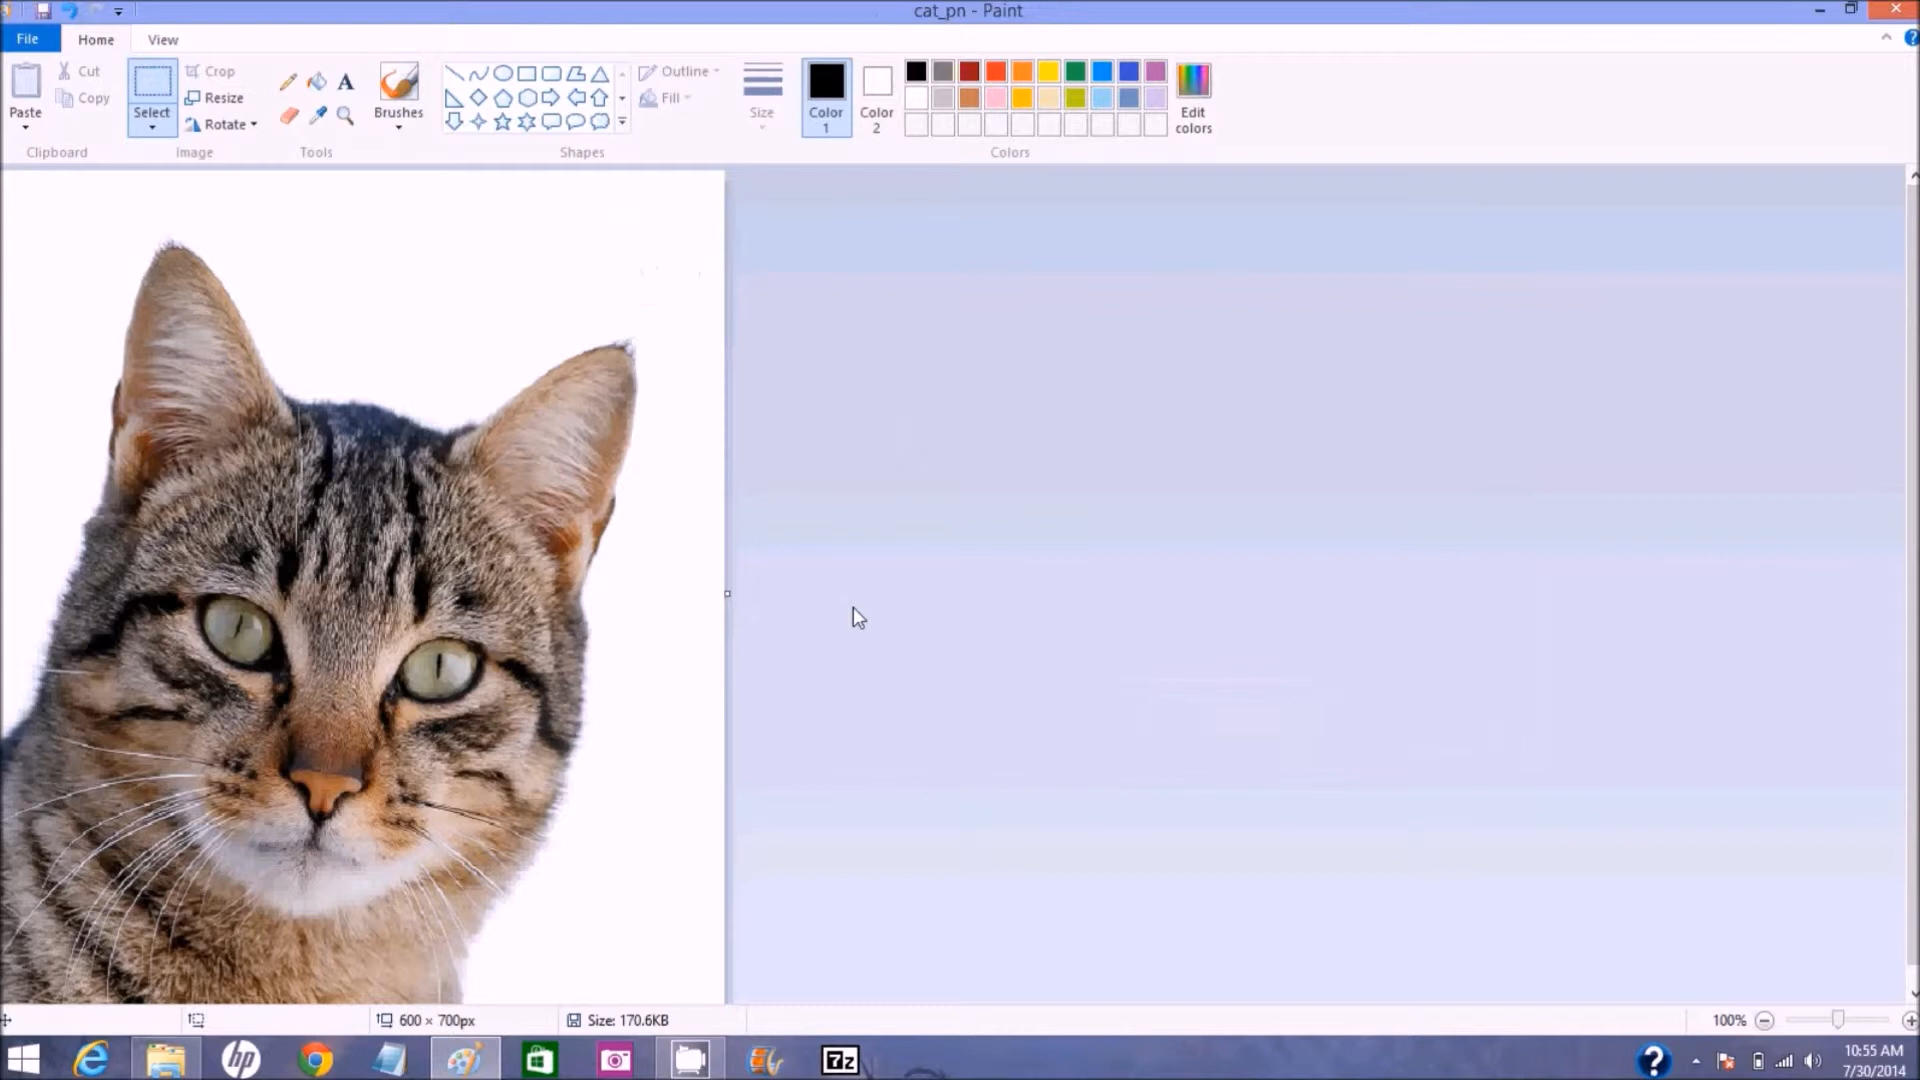 cat_pn - Paint
File Home View
Paste
Cut
Copy
Clipboard
Select
Crop
Resize
Rotate
Image
A
Tools
Brushes
Shapes
Outline
Fill
Size
Color 1
Color 2
Edit colors
Colors
600 × 700px
Size: 170.6KB
100%
hp
7z
?
10:55 AM
7/30/2014